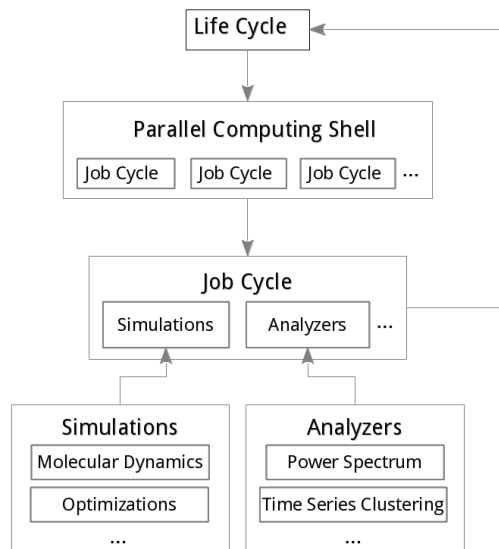 Life Cycle
Parallel Computing Shell
Job Cycle Job Cycle Job Cycle ...
Job Cycle
Simulations Analyzers ...
Simulations
Molecular Dynamics
Optimizations
...
Analyzers
Power Spectrum
Time Series Clustering
...